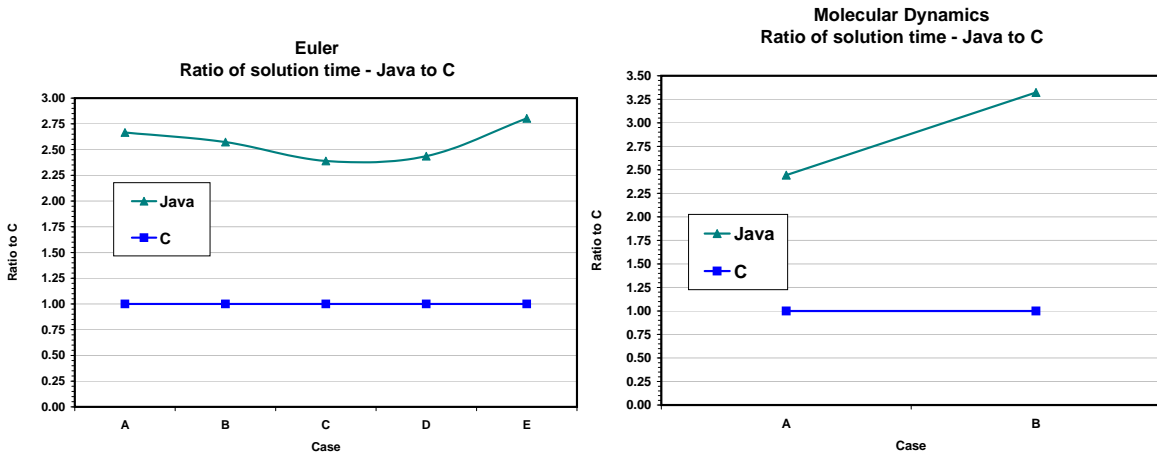 Euler
Ratio of solution time - Java to C
3.00
2.75
2.50
2.25
2.00
1.75
1.50
1.25
1.00
0.75
0.50
0.25
0.00
Ratio to C
Java
C
A B C D E
Case
Molecular Dynamics
Ratio of solution time - Java to C
3.50
3.25
3.00
2.75
2.50
2.25
2.00
1.75
1.50
1.25
1.00
0.75
0.50
0.25
0.00
Ratio to C
Java
C
A B
Case